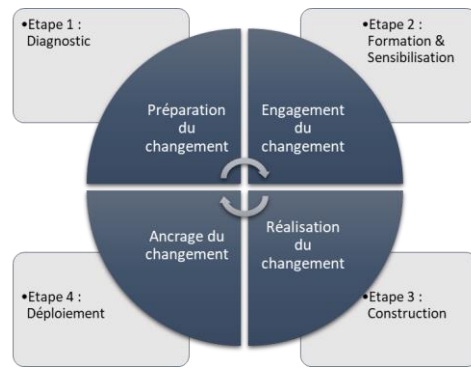 •Etape 1 :
Diagnostic
•Etape 2 :
Formation &
Sensibilisation
Préparation
du
changement
Engagement
du
changement
Ancrage du
changement
Réalisation
du
changement
•Etape 4 :
Déploiement
•Etape 3 :
Construction